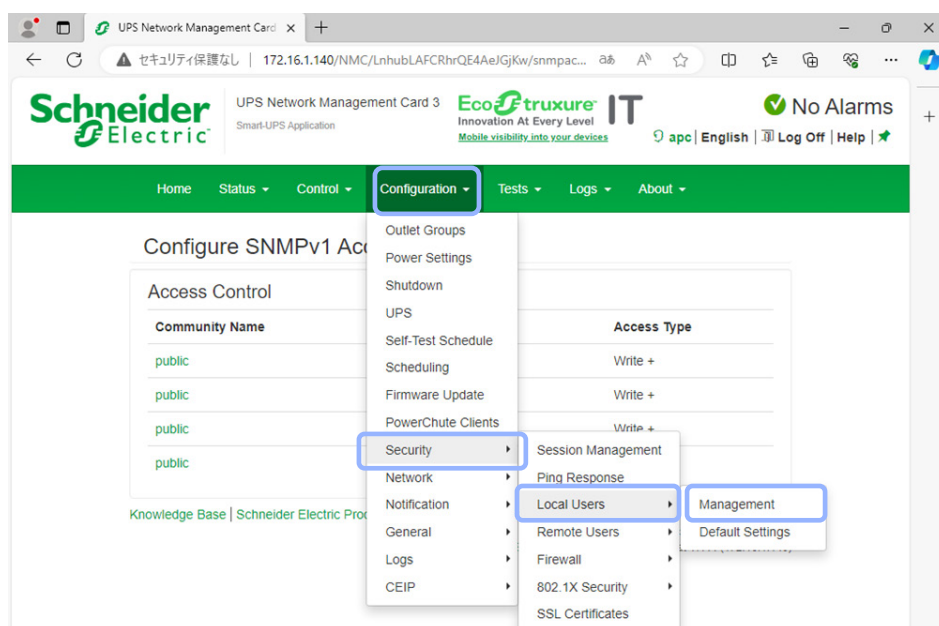 UPS Network Management Card
セキュリティ保護なし | 172.16.1.140/NMC/LnhubLAFCRhrQE4AeJGjKw/snmpac... aあ A
Schneider Electric
UPS Network Management Card 3
Smart-UPS Application
EcoStruxure IT
Innovation At Every Level
Mobile visibility into your devices
No Alarms
apc | English | Log Off | Help |
Home Status Control Configuration Tests Logs About
Configure SNMPv1 Acc
Access Control
Community Name Access Type
public Write +
public Write +
public Write +
public
Knowledge Base | Schneider Electric Proc
Outlet Groups
Power Settings
Shutdown
UPS
Self-Test Schedule
Scheduling
Firmware Update
PowerChute Clients
Security
Network
Notification
General
Logs
CEIP
Session Management
Ping Response
Local Users
Remote Users
Firewall
802.1X Security
SSL Certificates
Management
Default Settings